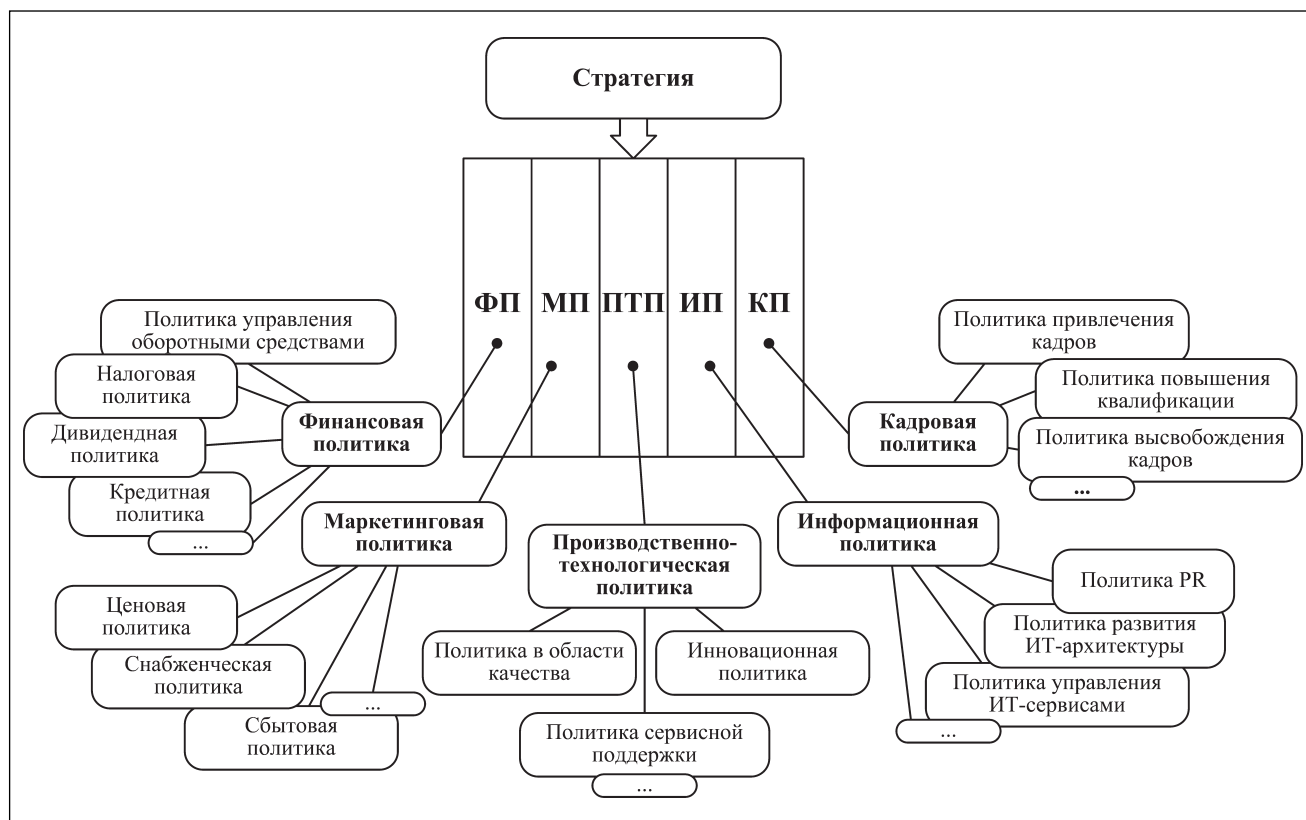 Стратегия
ФП
МП
ПТП
ИП
КП
Политика управления
оборотными средствами
Налоговая
политика
Дивидендная
политика
Кредитная
политика
...
Финансовая
политика
Политика привлечения
кадров
Политика повышения
квалификации
Политика высвобождения
кадров
...
Кадровая
политика
Маркетинговая
политика
Ценовая
политика
Снабженческая
политика
Сбытовая
политика
...
Производственно-
технологическая
политика
Политика в области
качества
Инновационная
политика
Политика сервисной
поддержки
...
Информационная
политика
Политика PR
Политика развития
ИТ-архитектуры
Политика управления
ИТ-сервисами
...